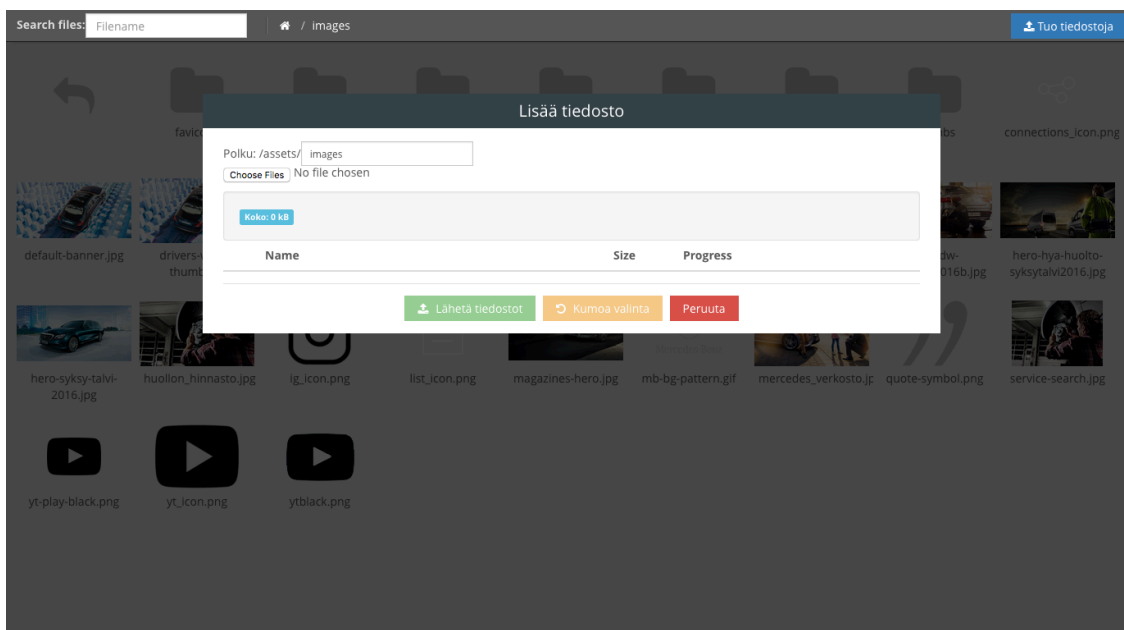 Search files: Filename / images Tuo tiedostoja
Lisää tiedosto
favic
bs
connections_icon.png
Polku: /assets/ images
Choose Files No file chosen
Koko: 0 kB
Name Size Progress
default-banner.jpg
drivers-
thumb
dw-
016b.jpg
hero-hya-huolto-
syksytalvi2016.jpg
Lähetä tiedostot Kumoa valinta Peruuta
hero-syksy-talvi-
2016.jpg
huollon_hinnasto.jpg
ig_icon.png
list_icon.png
magazines-hero.jpg
mb-bg-pattern.gif
mercedes_verkosto.jp
quote-symbol.png
service-search.jpg
yt-play-black.png
yt_icon.png
ytblack.png